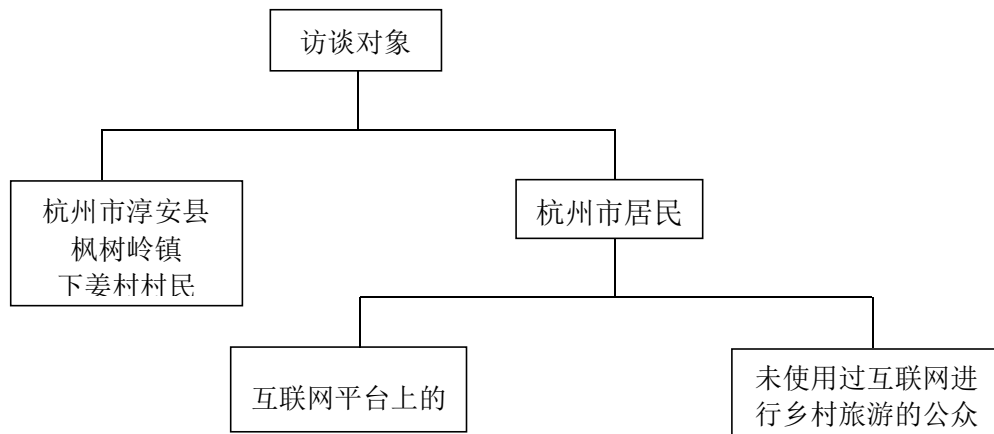 访谈对象
杭州市淳安县
枫树岭镇
下姜村村民
杭州市居民
互联网平台上的
未使用过互联网进
行乡村旅游的公众